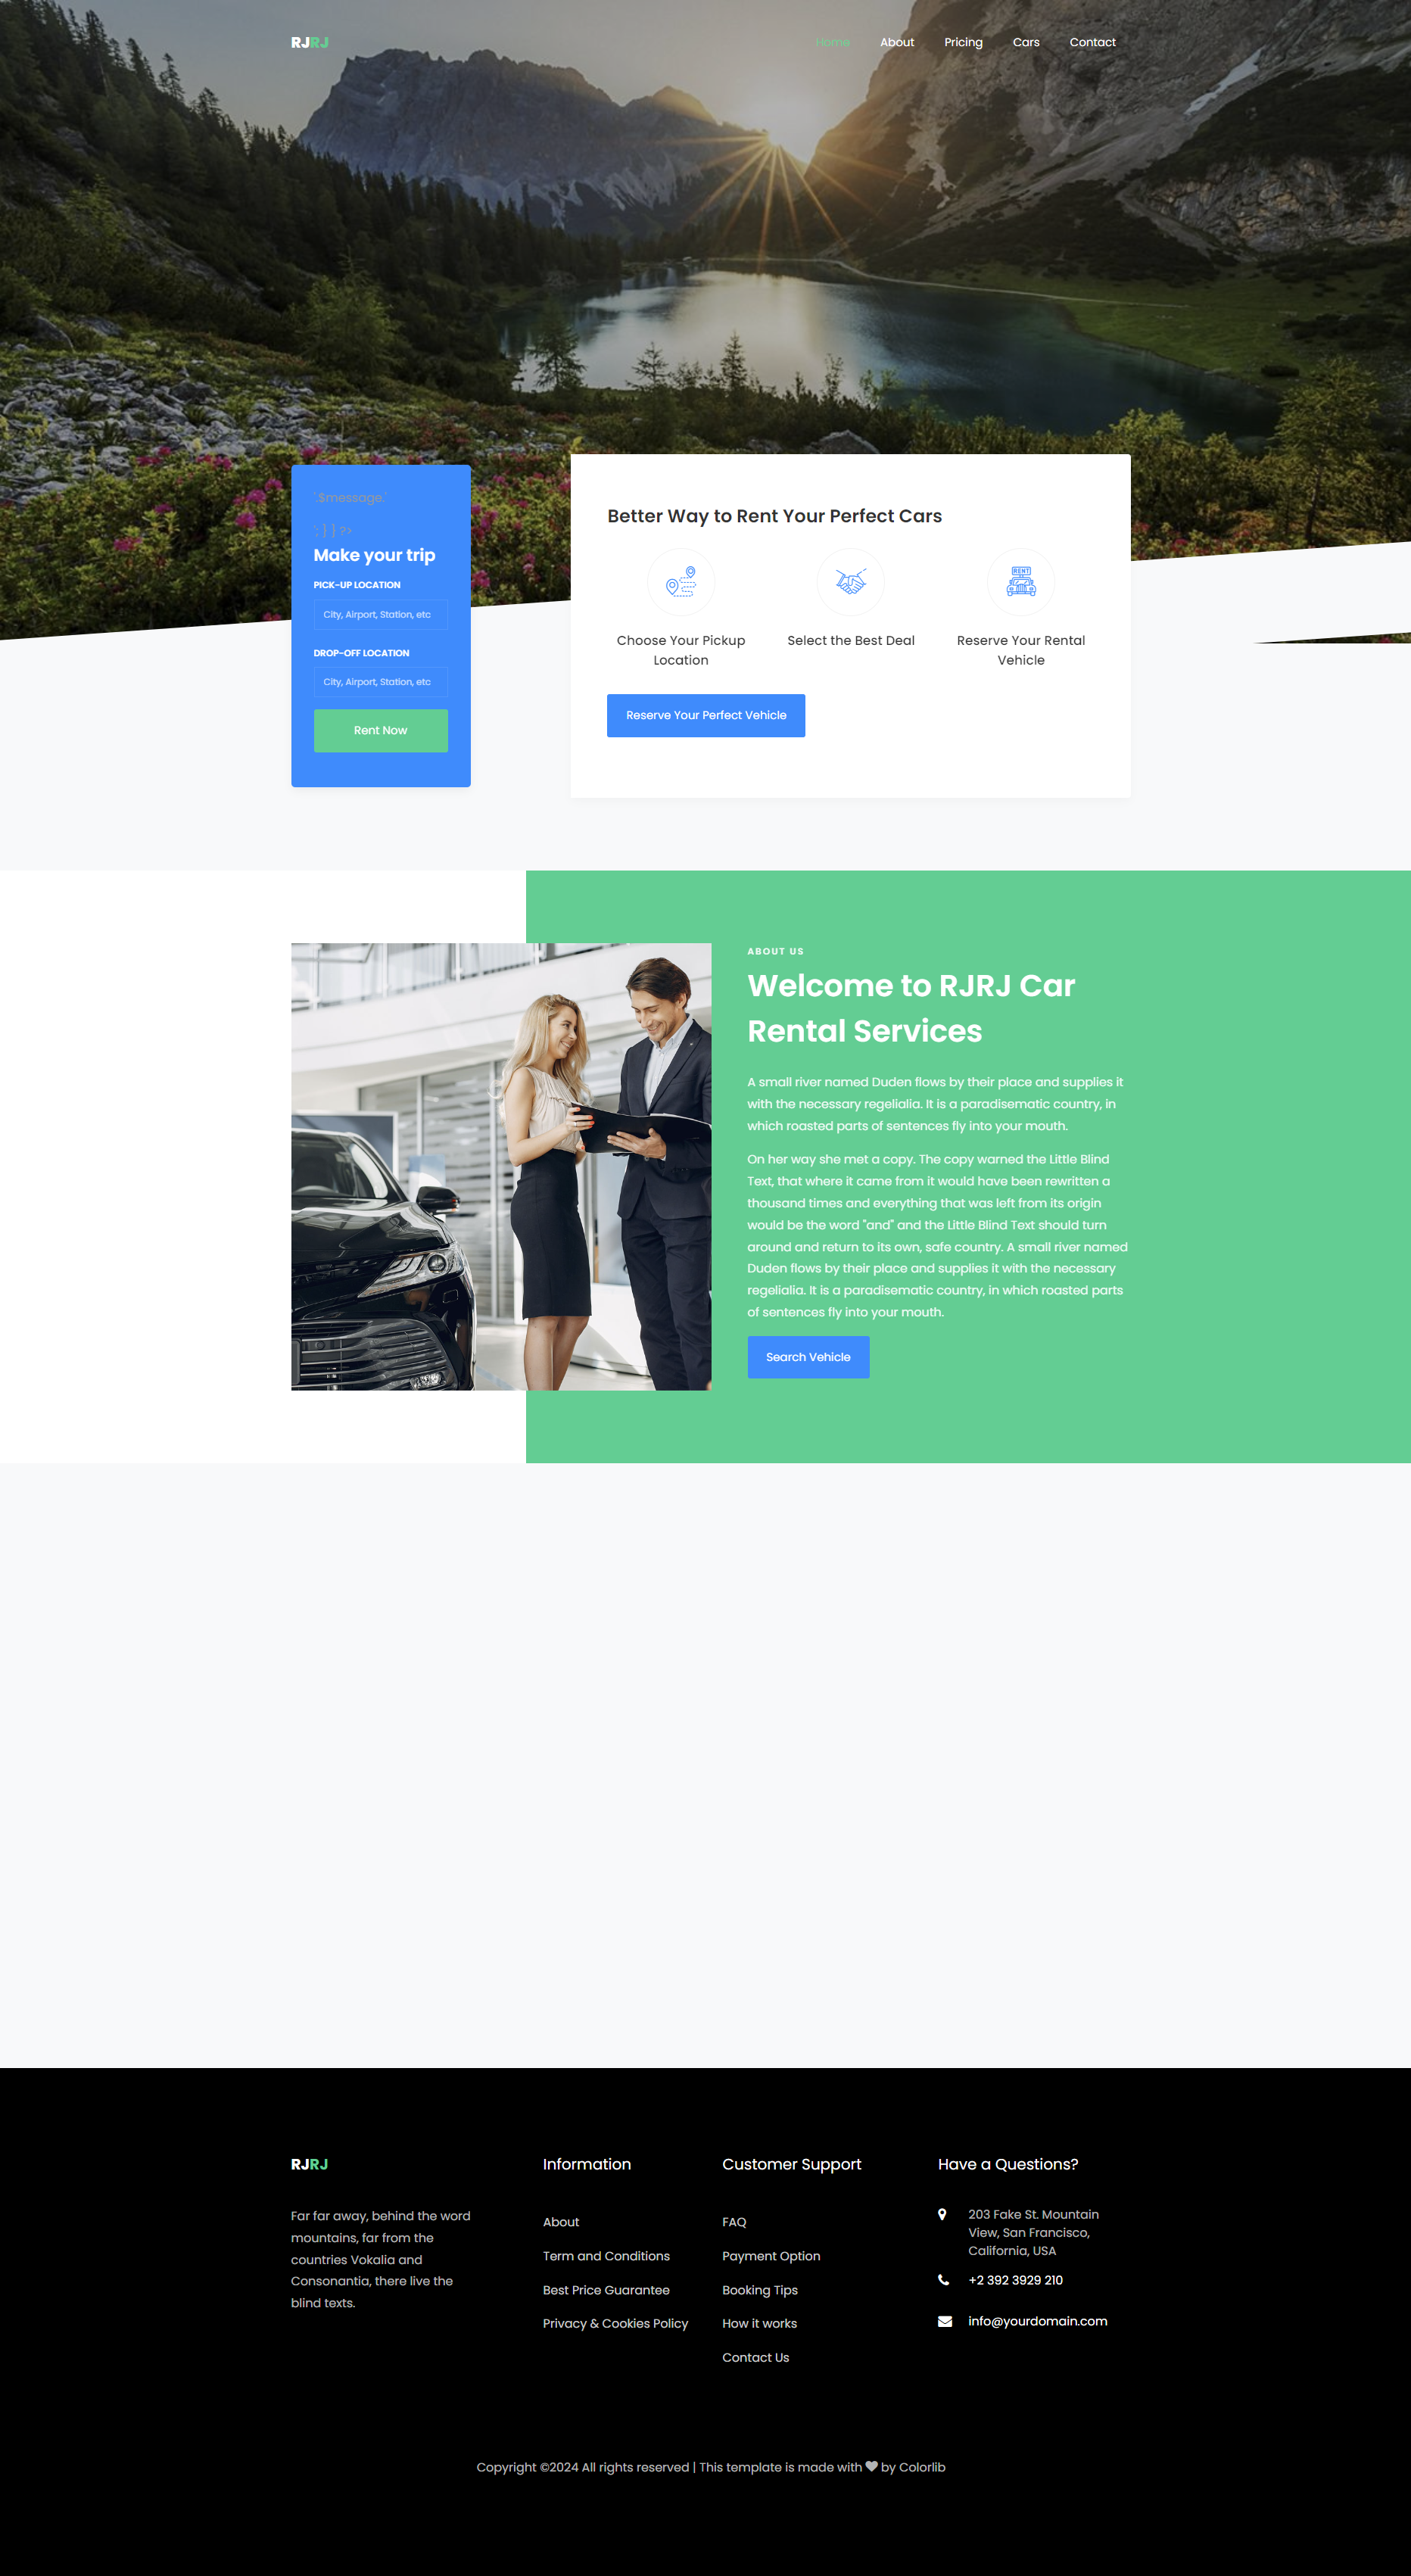 RJRJ
Home
About
Pricing
Cars
Contact
'.$message.'
'; } } ?>
Make your trip
PICK-UP LOCATION
City, Airport, Station, etc
DROP-OFF LOCATION
City, Airport, Station, etc
Rent Now
Better Way to Rent Your Perfect Cars
RENT
Choose Your Pickup
Location
Select the Best Deal
Reserve Your Rental
Vehicle
Reserve Your Perfect Vehicle
ABOUT US
Welcome to RJRJ Car
Rental Services
A small river named Duden flows by their place and supplies it
with the necessary regelialia. It is a paradisematic country, in
which roasted parts of sentences fly into your mouth.
On her way she met a copy. The copy warned the Little Blind
Text, that where it came from it would have been rewritten a
thousand times and everything that was left from its origin
would be the word "and" and the Little Blind Text should turn
around and return to its own, safe country. A small river named
Duden flows by their place and supplies it with the necessary
regelialia. It is a paradisematic country, in which roasted parts
of sentences fly into your mouth.
Search Vehicle
RJRJ
Far far away, behind the word
mountains, far from the
countries Vokalia and
Consonantia, there live the
blind texts.
Information
About
Term and Conditions
Best Price Guarantee
Privacy & Cookies Policy
Customer Support
FAQ
Payment Option
Booking Tips
How it works
Contact Us
Have a Questions?
203 Fake St. Mountain
View, San Francisco,
California, USA
+2 392 3929 210
info@yourdomain.com
Copyright ©2024 All rights reserved | This template is made with ♥ by Colorlib